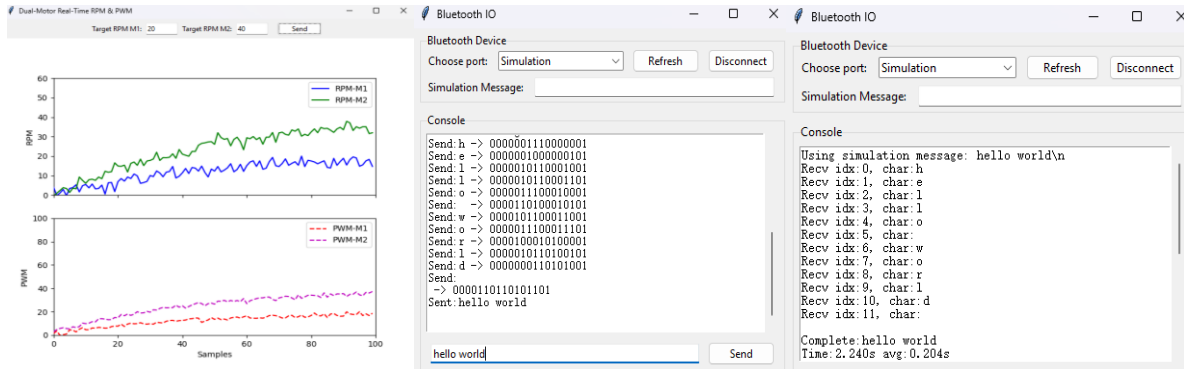 Dual-Motor Real-Time RPM & PWM
Target RPM M1: 20 Target RPM M2: 40 Send
60
50
40
30
20
10
0
RPM
RPM-M1
RPM-M2
100
80
60
40
20
0
PWM
PWM-M1
PWM-M2
0 20 40 60 80 100
Samples
Bluetooth IO
Bluetooth Device
Choose port: Simulation Refresh Disconnect
Simulation Message:
Console
Send:h -> 0000001110000001
Send:e -> 0000001000000101
Send:l -> 0000010110001001
Send:l -> 0000010110001101
Send:o -> 0000011100010001
Send:  -> 0000110100010101
Send:w -> 0000101100011001
Send:o -> 0000011100011101
Send:r -> 0000100010100001
Send:l -> 0000010110100101
Send:d -> 0000000110101001
Send:
-> 0000110110101101
Sent:hello world
hello world Send
Bluetooth IO
Bluetooth Device
Choose port: Simulation Refresh Disconnect
Simulation Message:
Console
Using simulation message: hello world\n
Recv idx:0, char:h
Recv idx:1, char:e
Recv idx:2, char:l
Recv idx:3, char:l
Recv idx:4, char:o
Recv idx:5, char:
Recv idx:6, char:w
Recv idx:7, char:o
Recv idx:8, char:r
Recv idx:9, char:l
Recv idx:10, char:d
Recv idx:11, char:
Complete:hello world
Time:2.240s avg:0.204s